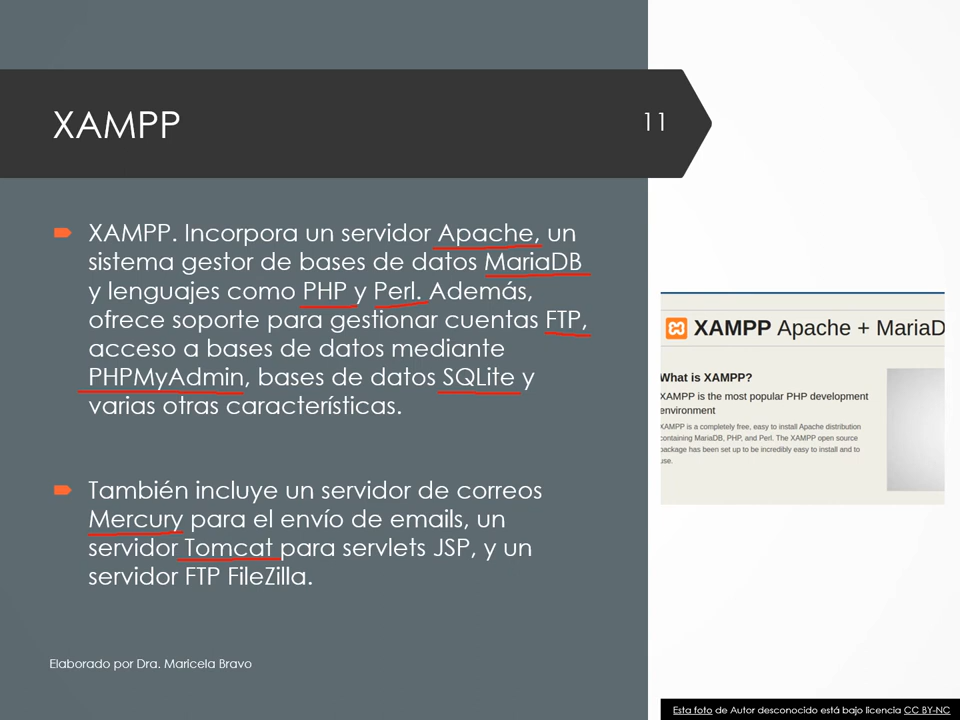 XAMPP
11
XAMPP. Incorpora un servidor Apache, un
sistema gestor de bases de datos MariaDB
y lenguajes como PHP y Perl. Además,
ofrece soporte para gestionar cuentas FTP,
acceso a bases de datos mediante
PHPMyAdmin, bases de datos SQLite y
varias otras características.
También incluye un servidor de correos
Mercury para el envío de emails, un
servidor Tomcat para servlets JSP, y un
servidor FTP FileZilla.
Elaborado por Dra. Maricela Bravo
XAMPP Apache + MariaD
What is XAMPP?
XAMPP is the most popular PHP development
environment
XAMPP is a completely free, easy to install Apache distribution
containing MariaDB, PHP, and Perl. The XAMPP open source
package has been set up to be incredibly easy to install and to
use.
Esta foto de Autor desconocido está bajo licencia CC BY-NC